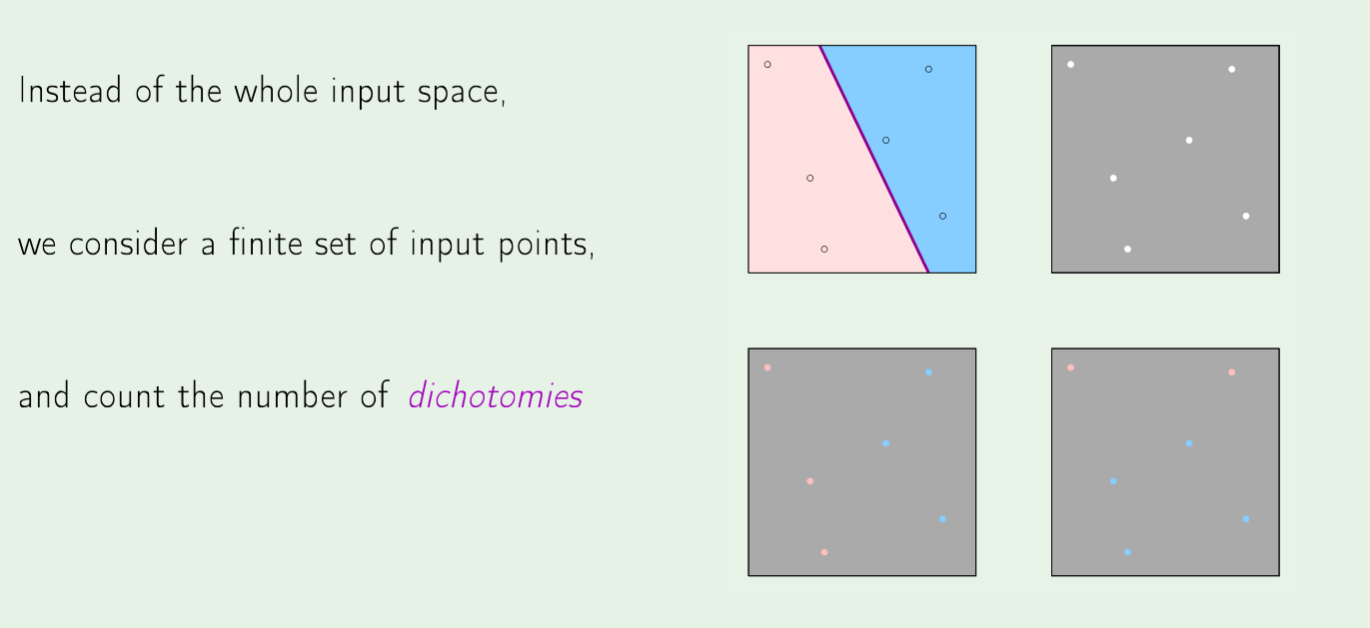 Instead of the whole input space,
we consider a finite set of input points,
and count the number of dichotomies